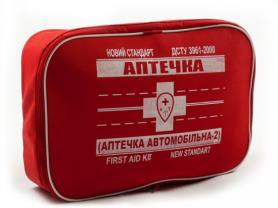 НОВИЙ СТАНДАРТ ДСТУ 3961-2000
АПТЕЧКА
(АПТЕЧКА АВТОМОБІЛЬНА-2)
FIRST AID KIT NEW STANDART